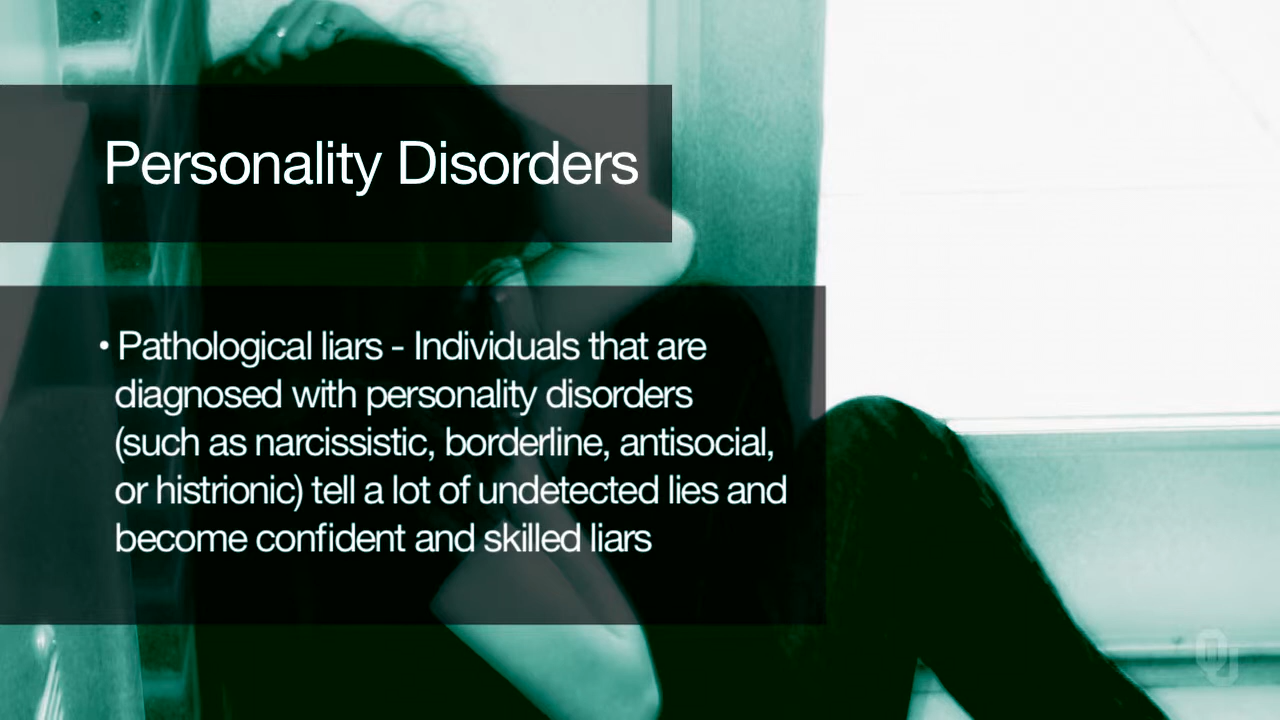 Personality Disorders
• Pathological liars - Individuals that are
diagnosed with personality disorders
(such as narcissistic, borderline, antisocial,
or histrionic) tell a lot of undetected lies and
become confident and skilled liars
OU